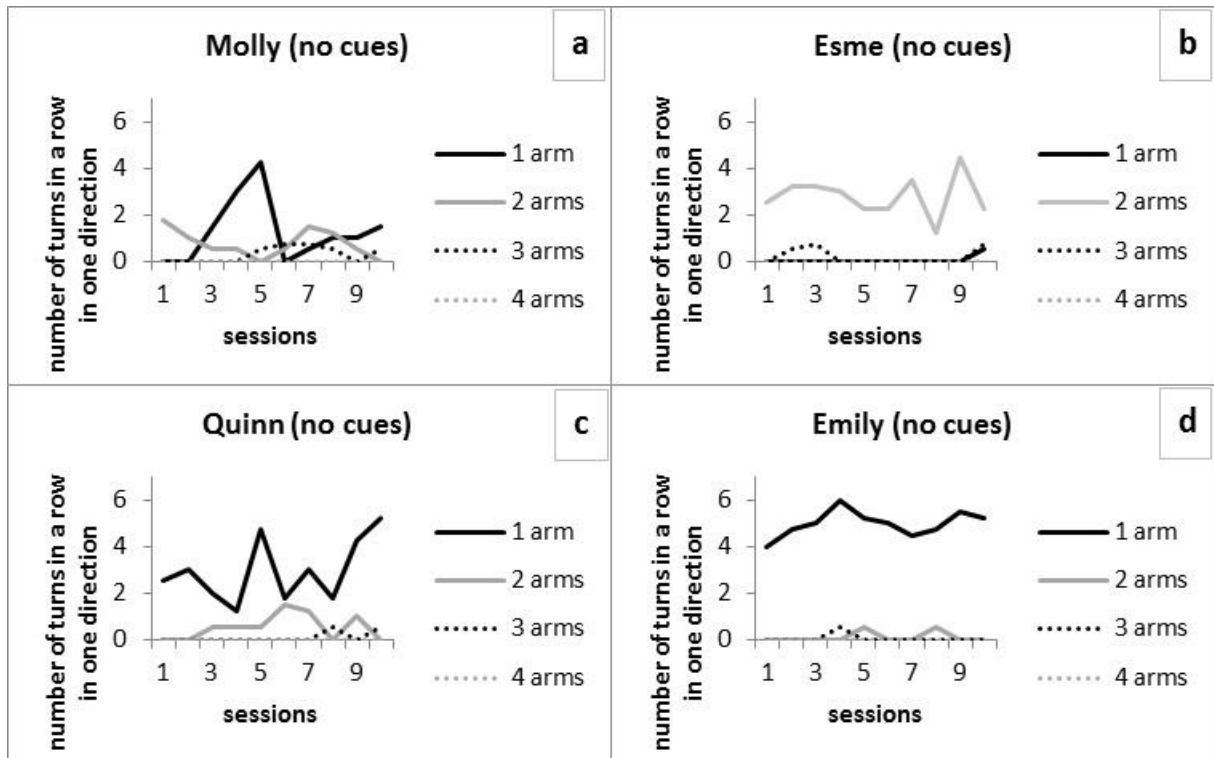 Molly (no cues)
a
number of turns in a row
in one direction
6
4
2
0
1 3 5 7 9
sessions
1 arm
2 arms
3 arms
4 arms
Esme (no cues)
b
number of turns in a row
in one direction
6
4
2
0
1 3 5 7 9
sessions
1 arm
2 arms
3 arms
4 arms
Quinn (no cues)
c
number of turns in a row
in one direction
6
4
2
0
1 3 5 7 9
sessions
1 arm
2 arms
3 arms
4 arms
Emily (no cues)
d
number of turns in a row
in one direction
6
4
2
0
1 3 5 7 9
sessions
1 arm
2 arms
3 arms
4 arms